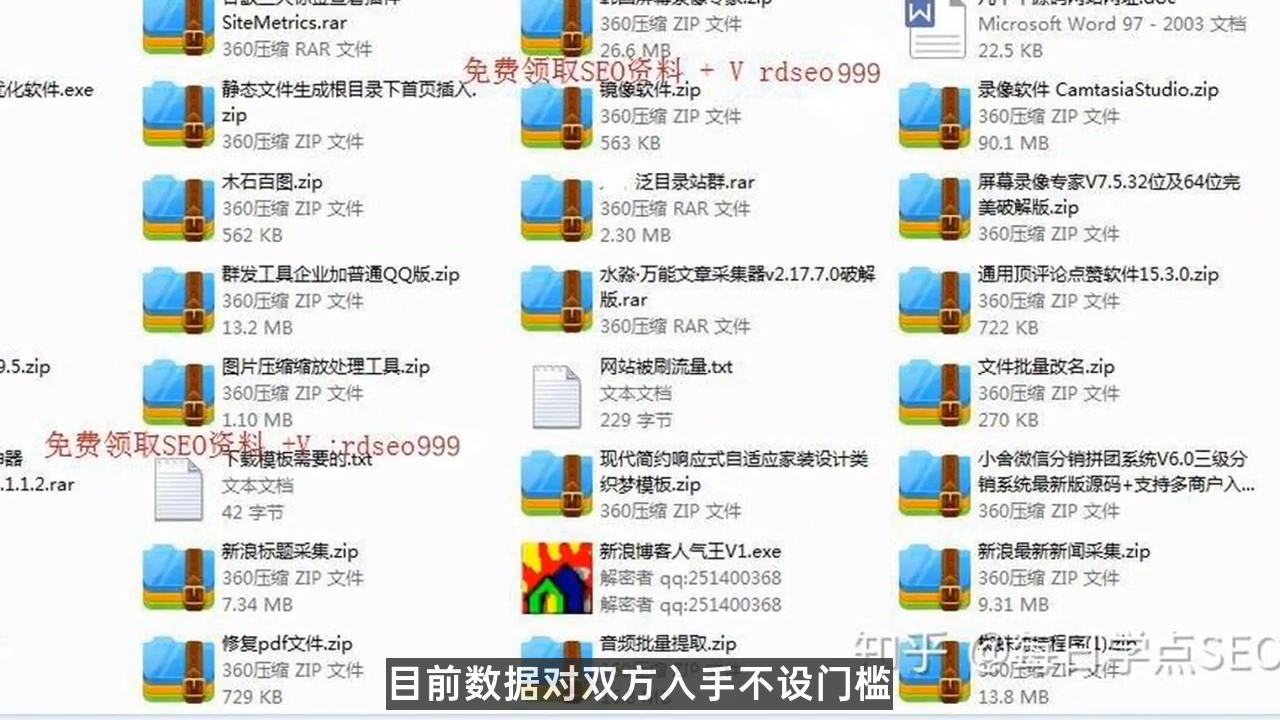 SiteMetrics.rar
360压缩 RAR 文件
360压缩 ZIP 文件
26.6 MB
Microsoft Word 97 - 2003 文档
22.5 KB
免费领取SEO资料 + V rdseo999
化软件.exe
静态文件生成根目录下首页插入.
zip
360压缩 ZIP 文件
镜像软件.zip
360压缩 ZIP 文件
563 KB
录像软件 CamtasiaStudio.zip
360压缩 ZIP 文件
90.1 MB
木石百图.zip
360压缩 ZIP 文件
562 KB
泛目录站群.rar
360压缩 RAR 文件
2.30 MB
屏幕录像专家V7.5.32位及64位完
美破解版.zip
360压缩 ZIP 文件
群发工具企业加普通QQ版.zip
360压缩 ZIP 文件
13.2 MB
水淼·万能文章采集器v2.17.7.0破解
版.rar
360压缩 RAR 文件
通用顶评论点赞软件15.3.0.zip
360压缩 ZIP 文件
722 KB
9.5.zip
图片压缩缩放处理工具.zip
360压缩 ZIP 文件
1.10 MB
网站被刷流量.txt
文本文档
229 字节
文件批量改名.zip
360压缩 ZIP 文件
270 KB
免费领取SEO资料 +V :rdseo999
器
.1.1.2.rar
下载模板需要的.txt
文本文档
42 字节
现代简约响应式自适应家装设计类
织梦模板.zip
360压缩 ZIP 文件
小舍微信分销拼团系统V6.0三级分
销系统最新版源码+支持多商户入...
360压缩 ZIP 文件
新浪标题采集.zip
360压缩 ZIP 文件
7.34 MB
新浪博客人气王V1.exe
解密者 qq:251400368
解密者 qq:251400368
新浪最新新闻采集.zip
360压缩 ZIP 文件
9.31 MB
修复pdf文件.zip
360压缩 ZIP 文件
729 KB
音频批量提取.zip
程序(1).zip
360压缩 ZIP 文件
13.8 MB
知乎 @每日学点SEO
目前数据对双方入手不设门槛